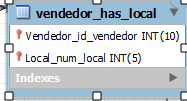 vendedor_has_local
Vendedor_id_vendedor INT(10)
Local_num_local INT(5)
Indexes